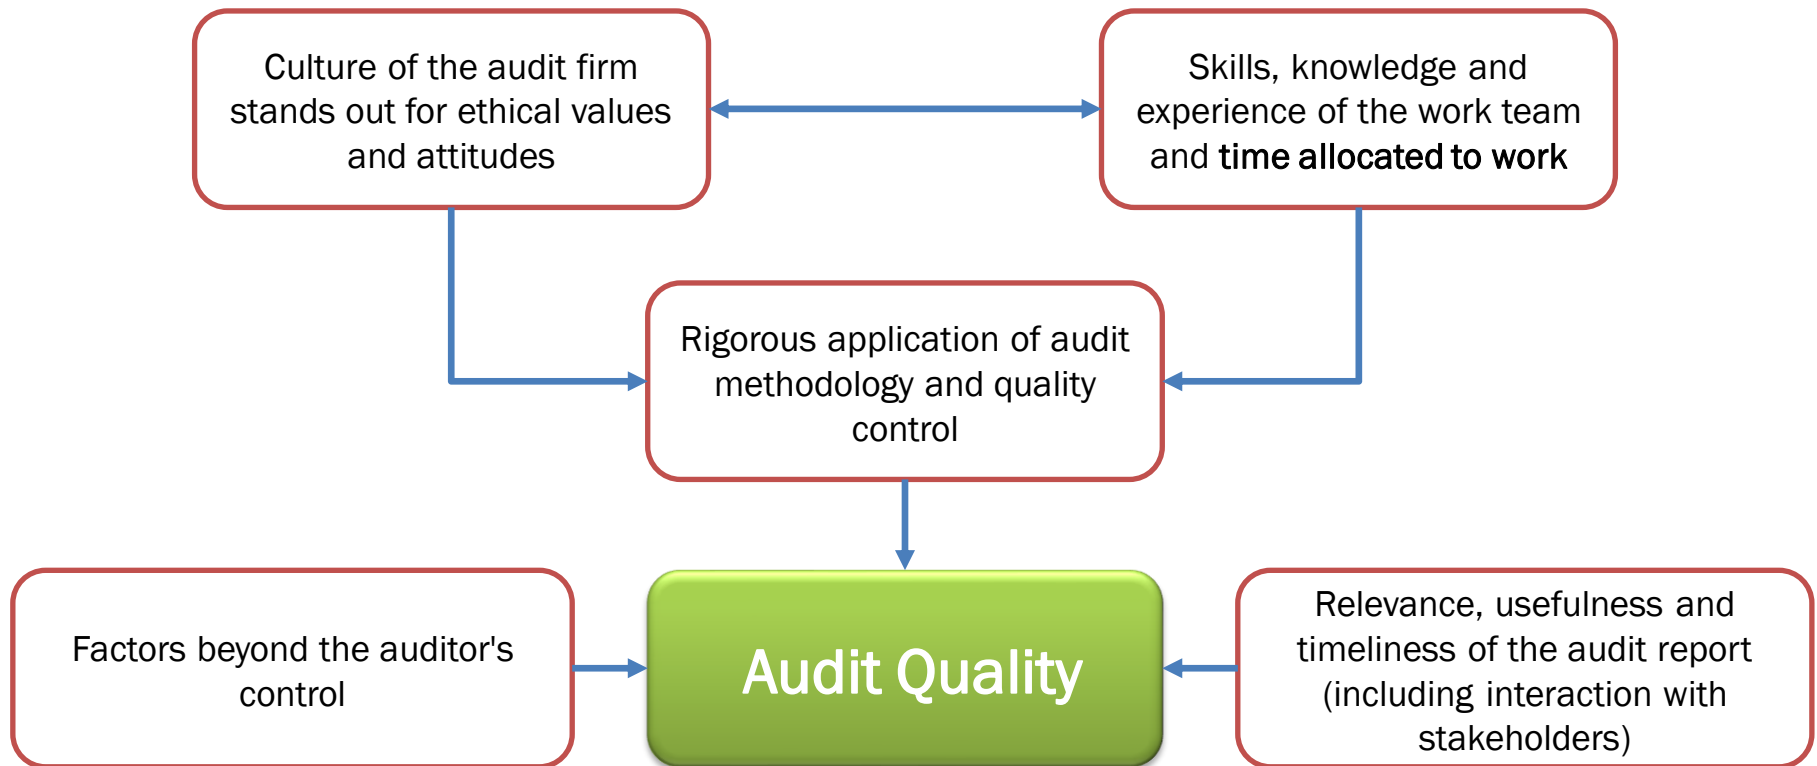 Culture of the audit firm
stands out for ethical values
and attitudes
Skills, knowledge and
experience of the work team
and time allocated to work
Rigorous application of audit
methodology and quality
control
Factors beyond the auditor's
control
Audit Quality
Relevance, usefulness and
timeliness of the audit report
(including interaction with
stakeholders)